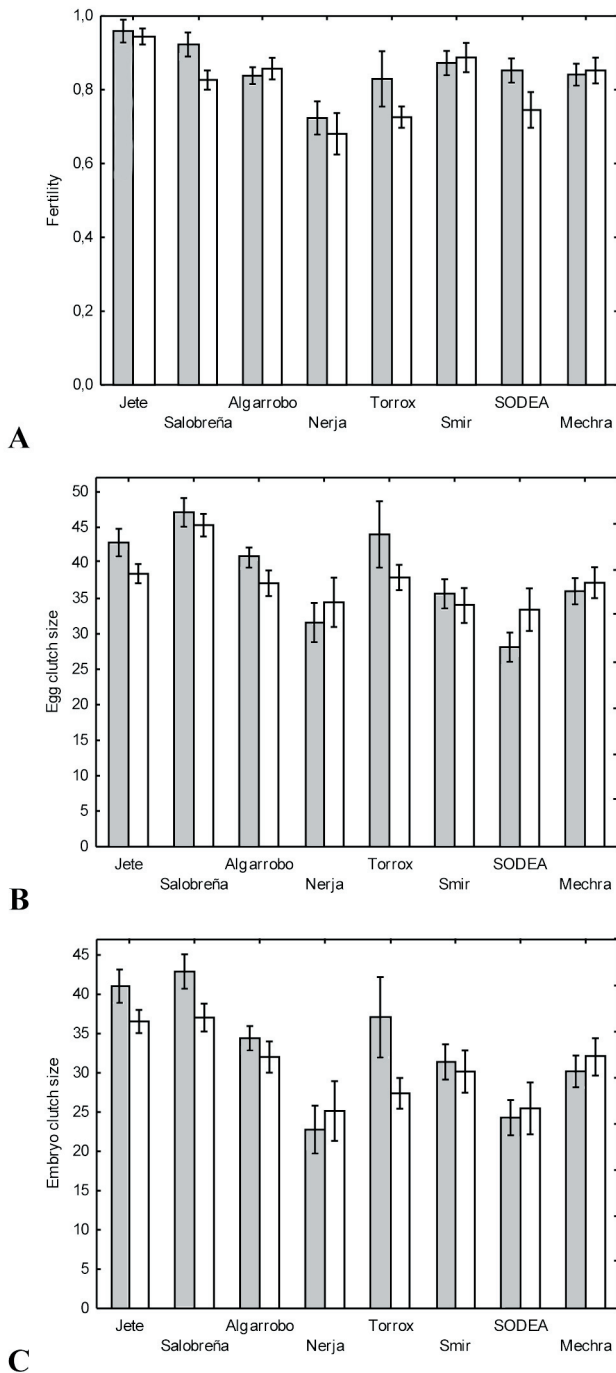 1,0
0,8
0,6
0,4
0,2
0,0
Fertility
Jete Algarrobo Torrox SODEA
Salobreña Nerja Smir Mechra
A
50
45
40
35
30
25
20
15
10
5
0
Egg clutch size
Jete Algarrobo Torrox SODEA
Salobreña Nerja Smir Mechra
B
45
40
35
30
25
20
15
10
5
0
Embryo clutch size
Jete Algarrobo Torrox SODEA
Salobreña Nerja Smir Mechra
C